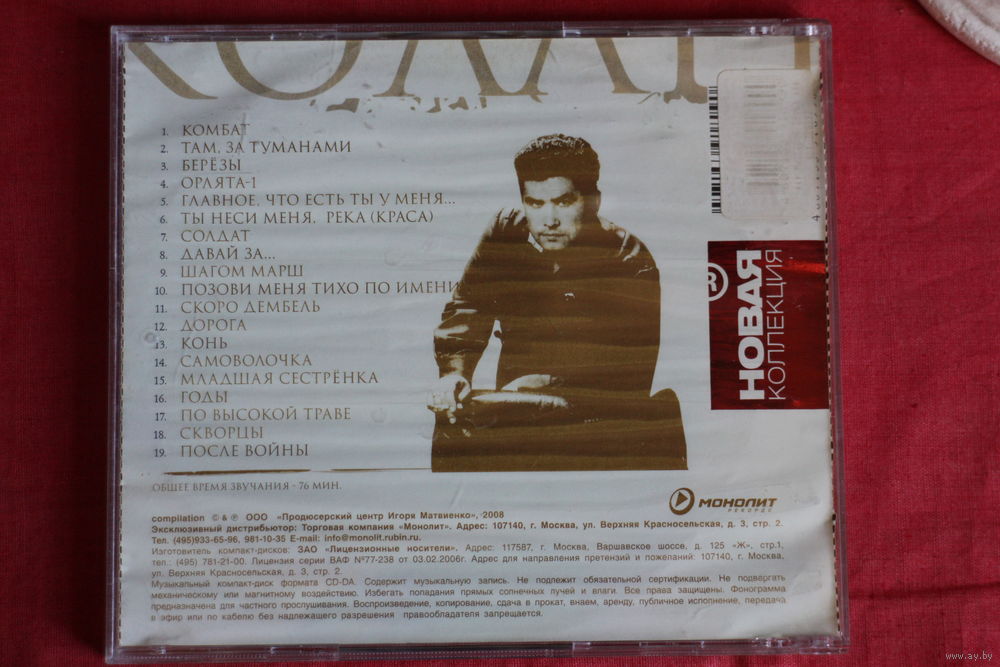 1. КОМБАТ
2. ТАМ, ЗА ТУМАНАМИ
3. БЕРЁЗЫ
4. ОРЛЯТА-1
5. ГЛАВНОЕ, ЧТО ЕСТЬ ТЫ У МЕНЯ...
6. ТЫ НЕСИ МЕНЯ, РЕКА (КРАСА)
7. СОЛДАТ
8. ДАВАЙ ЗА...
9. ШАГОМ МАРШ
10. ПОЗОВИ МЕНЯ ТИХО ПО ИМЕНИ
11. СКОРО ДЕМБЕЛЬ
12. ДОРОГА
13. КОНЬ
14. САМОВОЛОЧКА
15. МЛАДШАЯ СЕСТРЁНКА
16. ГОДЫ
17. ПО ВЫСОКОЙ ТРАВЕ
18. СКВОРЦЫ
19. ПОСЛЕ ВОЙНЫ
ОБЩЕЕ ВРЕМЯ ЗВУЧАНИЯ - 76 МИН.
® НОВАЯ
КОЛЛЕКЦИЯ
МОНОЛИТ
РЕКОРДС
compilation © & ℗ ООО «Продюсерский центр Игоря Матвиенко», 2008
Эксклюзивный дистрибьютор: Торговая компания «Монолит». Адрес: 107140, г. Москва, ул. Верхняя Красносельская, д. 3, стр. 2.
Тел. (495)933-65-96, 981-10-35 E-mail: info@monolit.rubin.ru.
Изготовитель компакт-дисков: ЗАО «Лицензионные носители». Адрес: 117587, г. Москва, Варшавское шоссе, д. 125 «Ж», стр.1,
тел.: (495) 781-21-00. Лицензия серии ВАФ №77-238 от 03.02.2006г. Адрес для направления претензий и пожеланий: 107140, г. Москва,
ул. Верхняя Красносельская, д. 3, стр. 2.
Музыкальный компакт-диск формата CD-DA. Содержит музыкальную запись. Не подлежит обязательной сертификации. Не подвергать
механическому или магнитному воздействию. Избегать попадания прямых солнечных лучей и влаги. Все права защищены. Фонограмма
предназначена для частного прослушивания. Воспроизведение, копирование, сдача в прокат, внаем, аренду, публичное исполнение, передача
в эфир или по кабелю без надлежащего разрешения правообладателя запрещается.
www.ay.by